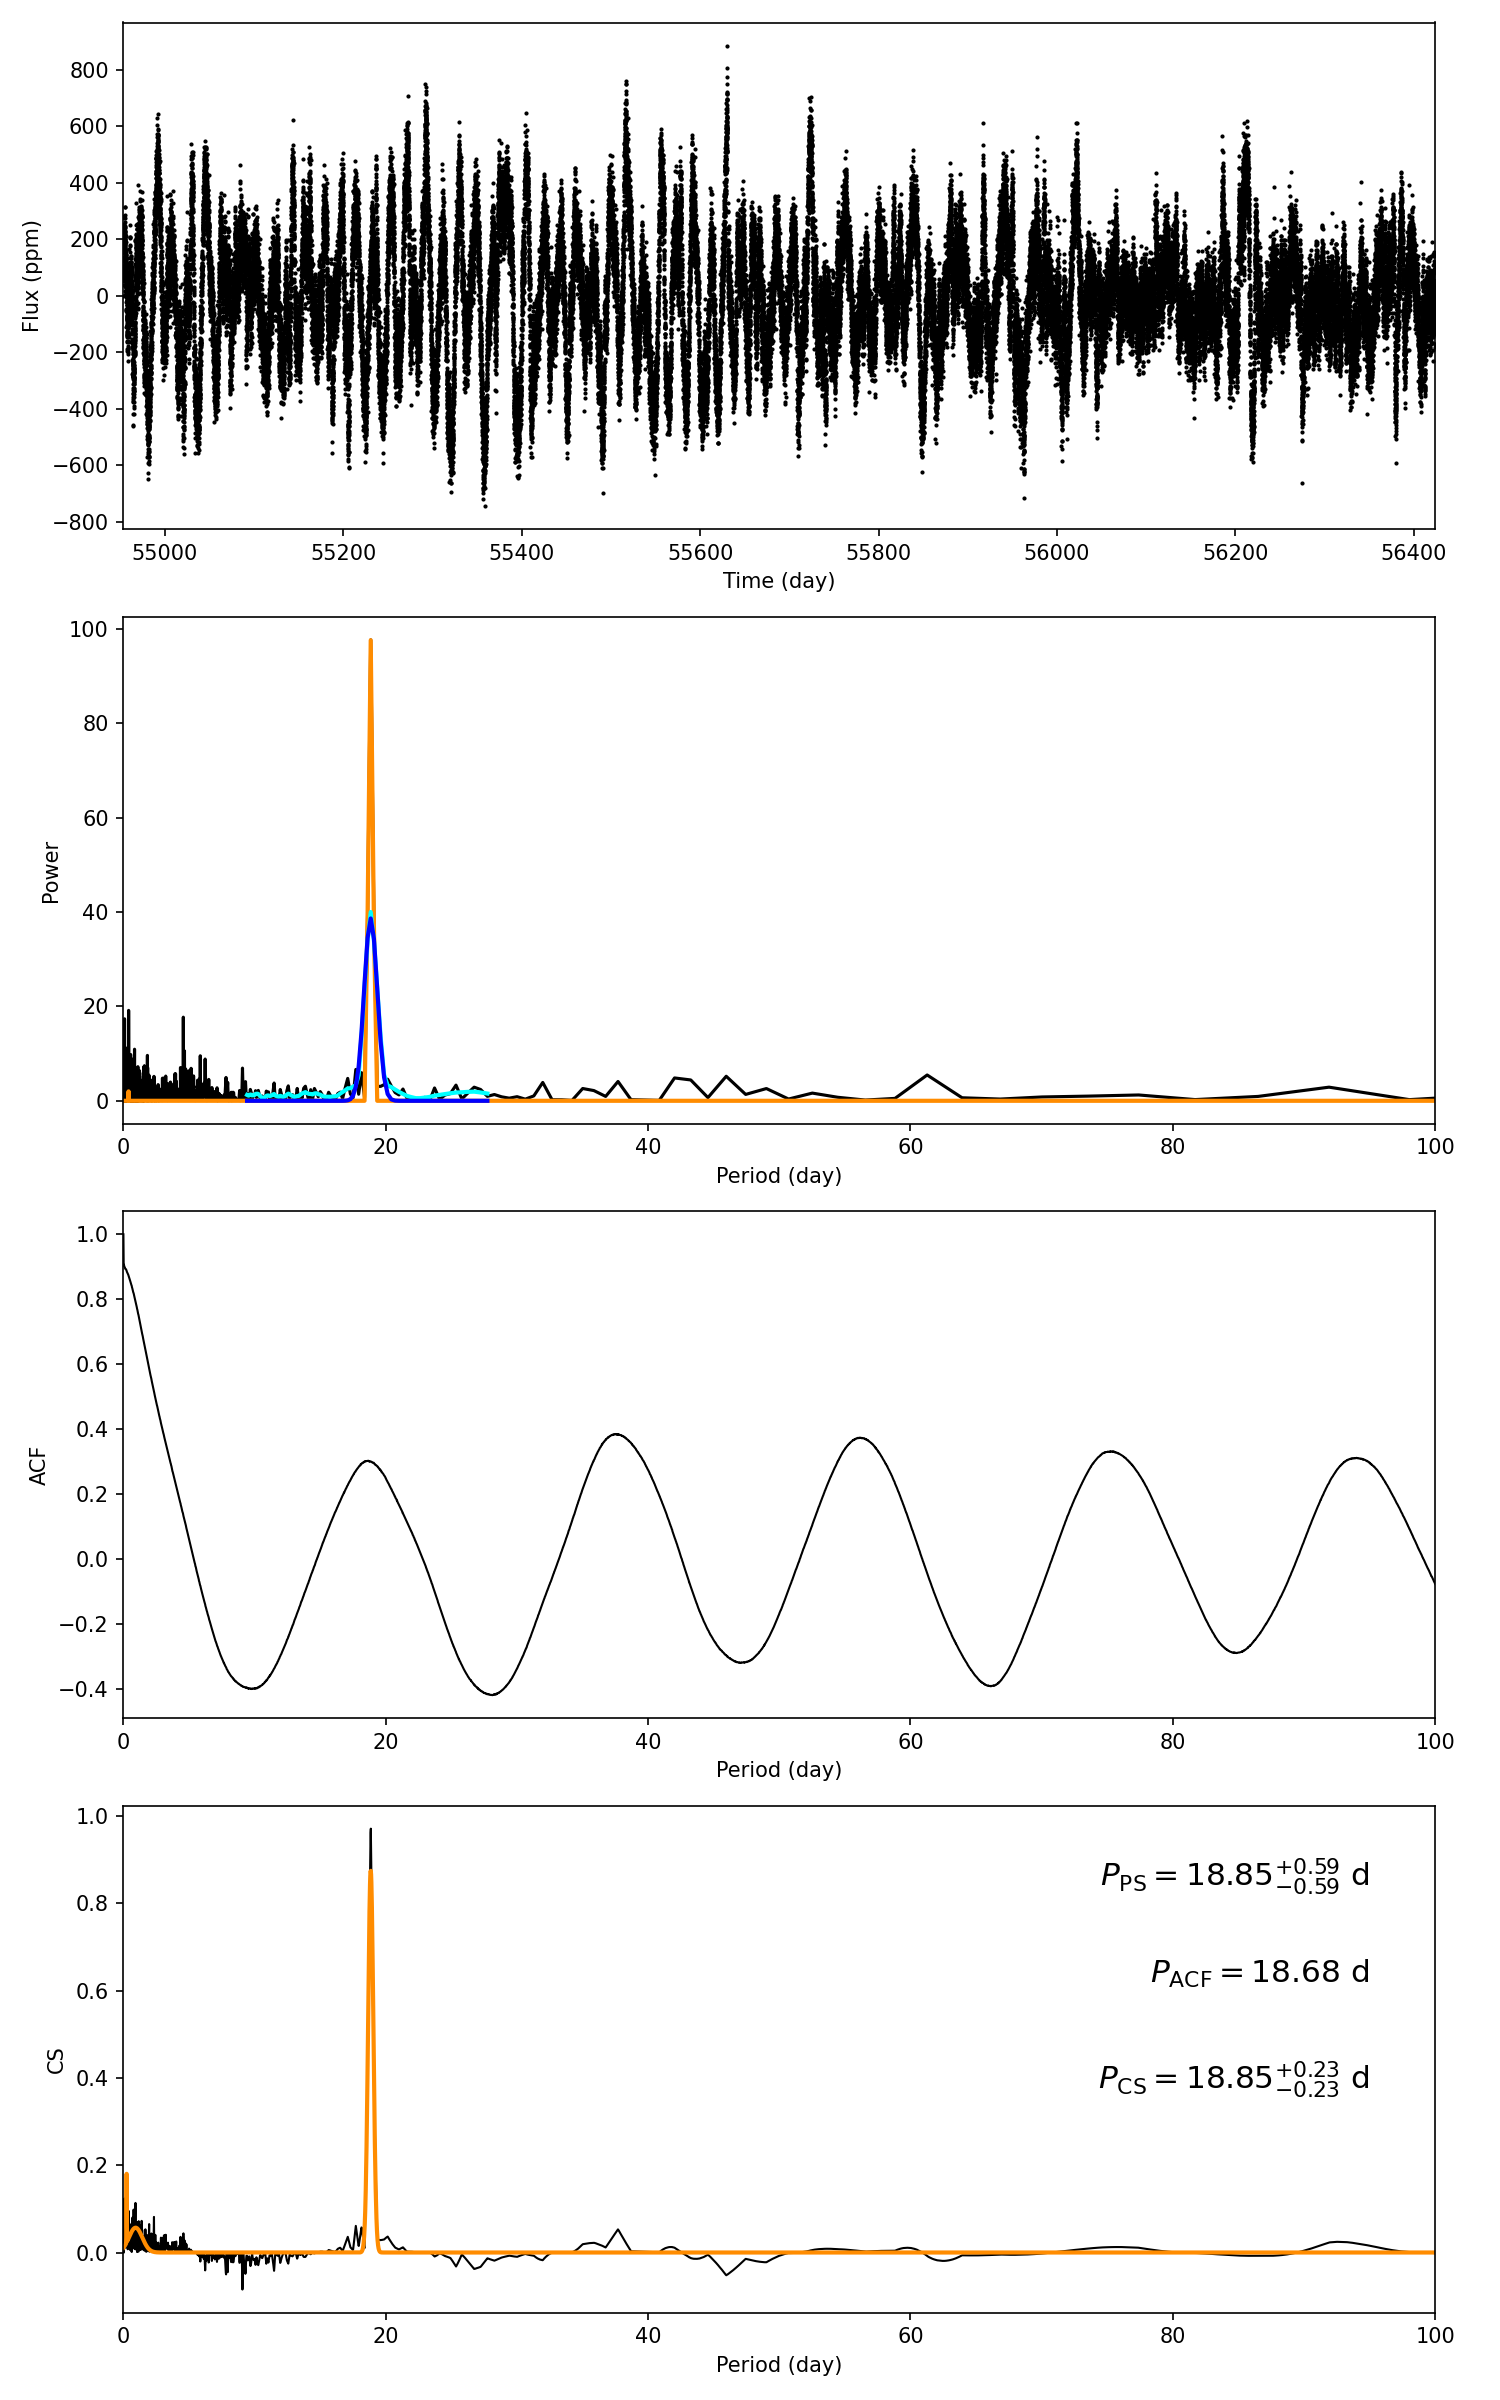 800
600
400
200
0
−200
−400
−600
−800
Flux (ppm)
55000 55200 55400 55600 55800 56000 56200 56400
Time (day)
100
80
60
40
20
0
Power
0 20 40 60 80 100
Period (day)
1.0
0.8
0.6
0.4
0.2
0.0
−0.2
−0.4
ACF
0 20 40 60 80 100
Period (day)
1.0
0.8
0.6
0.4
0.2
0.0
CS
P_PS = 18.85^{+0.59}_{−0.59} d
P_ACF = 18.68 d
P_CS = 18.85^{+0.23}_{−0.23} d
0 20 40 60 80 100
Period (day)